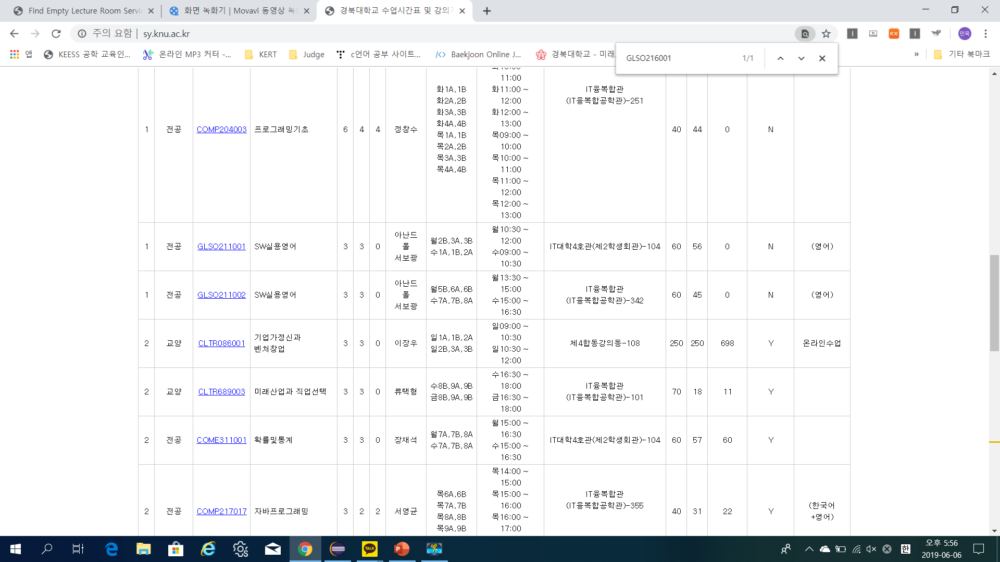 Find Empty Lecture Room Servic
화면 녹화기 | Movavi 동영상 녹
경북대학교 수업시간표 및 강의
주의 요함 | sy.knu.ac.kr
EX
민욱
앱
KEESS 공학 교육인...
온라인 MP3 커터 -...
KERT
Judge
c언어 공부 사이트...
Baekjoon Online J...
경북대학교 - 미래
»
기타 북마크
GLSO216001
1/1
1
전공
COMP204003
프로그래밍기초
6
4
4
정창수
화1A,1B
화2A,2B
화3A,3B
화4A,4B
목1A,1B
목2A,2B
목3A,3B
목4A,4B
11:00
화11:00 ~
12:00
화12:00 ~
13:00
목09:00 ~
10:00
목10:00 ~
11:00
목11:00 ~
12:00
목12:00 ~
13:00
IT융복합관
(IT융복합공학관)-251
40
44
0
N
1
전공
GLSO211001
SW실용영어
3
3
0
아난드
폴
서보광
월2B,3A,3B
수1A,1B,2A
월10:30 ~
12:00
수09:00 ~
10:30
IT대학4호관(제2학생회관)-104
60
56
0
N
(영어)
1
전공
GLSO211002
SW실용영어
3
3
0
아난드
폴
서보광
월5B,6A,6B
수7A,7B,8A
월13:30 ~
15:00
수15:00 ~
16:30
IT융복합관
(IT융복합공학관)-342
60
45
0
N
(영어)
2
교양
CLTR086001
기업가정신과
벤처창업
3
3
0
이장우
일1A,1B,2A
일2B,3A,3B
일09:00 ~
10:30
일10:30 ~
12:00
제4합동강의동-108
250
250
698
Y
온라인수업
2
교양
CLTR689003
미래산업과 직업선택
3
3
0
류택형
수8B,9A,9B
금8B,9A,9B
수16:30 ~
18:00
금16:30 ~
18:00
IT융복합관
(IT융복합공학관)-101
70
18
11
Y
2
전공
COME311001
확률및통계
3
3
0
장재석
월7A,7B,8A
수7A,7B,8A
월15:00 ~
16:30
수15:00 ~
16:30
IT대학4호관(제2학생회관)-104
60
57
60
Y
2
전공
COMP217017
자바프로그래밍
3
2
2
서영균
목6A,6B
목7A,7B
목8A,8B
목9A,9B
목14:00 ~
15:00
목15:00 ~
16:00
목16:00 ~
17:00
IT융복합관
(IT융복합공학관)-355
40
31
22
Y
(한국어
+영어)
TALK
한
오후 5:56
2019-06-06